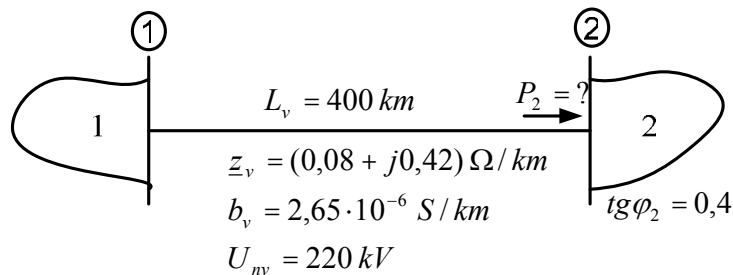 1 2
L_v = 400 km P_2 = ?
1 2
z_v = (0,08 + j0,42) Ω / km
b_v = 2,65·10^-6 S / km tgφ_2 = 0,4
U_nv = 220 kV